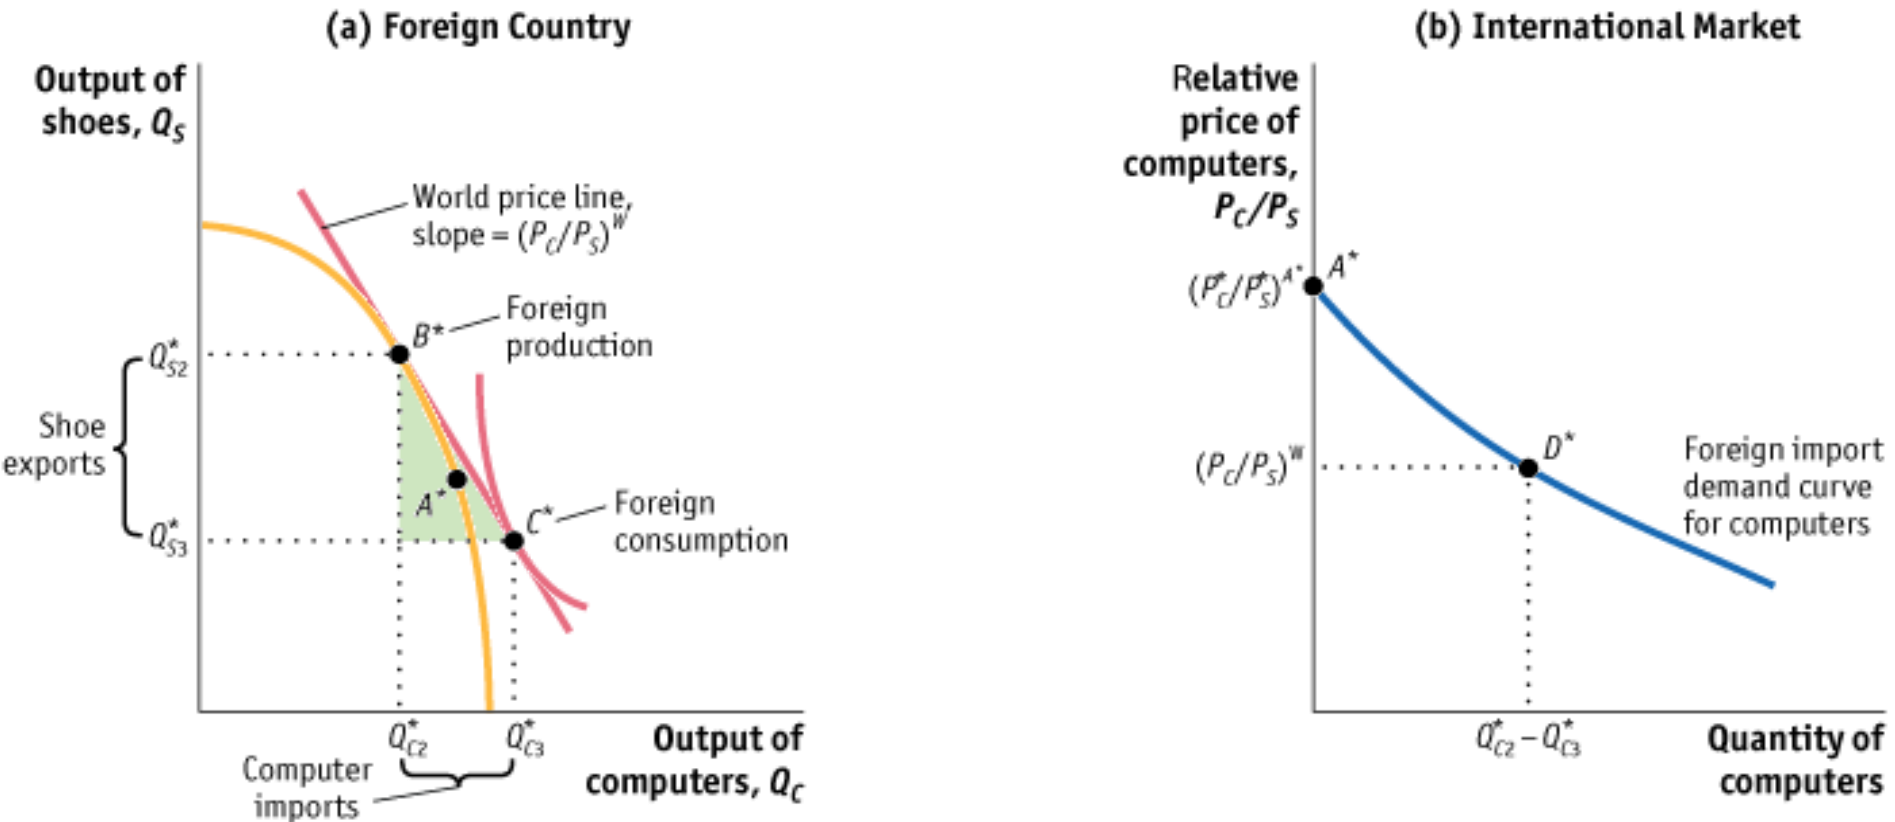 (a) Foreign Country
Output of
shoes, Q_S
World price line,
slope = (P_C/P_S)^W
B*
Foreign
production
Q*_S2
Shoe
exports
A*
C*
Foreign
consumption
Q*_S3
Q*_C2
Q*_C3
Computer
imports
Output of
computers, Q_C
(b) International Market
Relative
price of
computers,
P_C/P_S
(P*_C/P*_S)^A*
A*
(P_C/P_S)^W
D*
Foreign import
demand curve
for computers
Q*_C2 – Q*_C3
Quantity of
computers